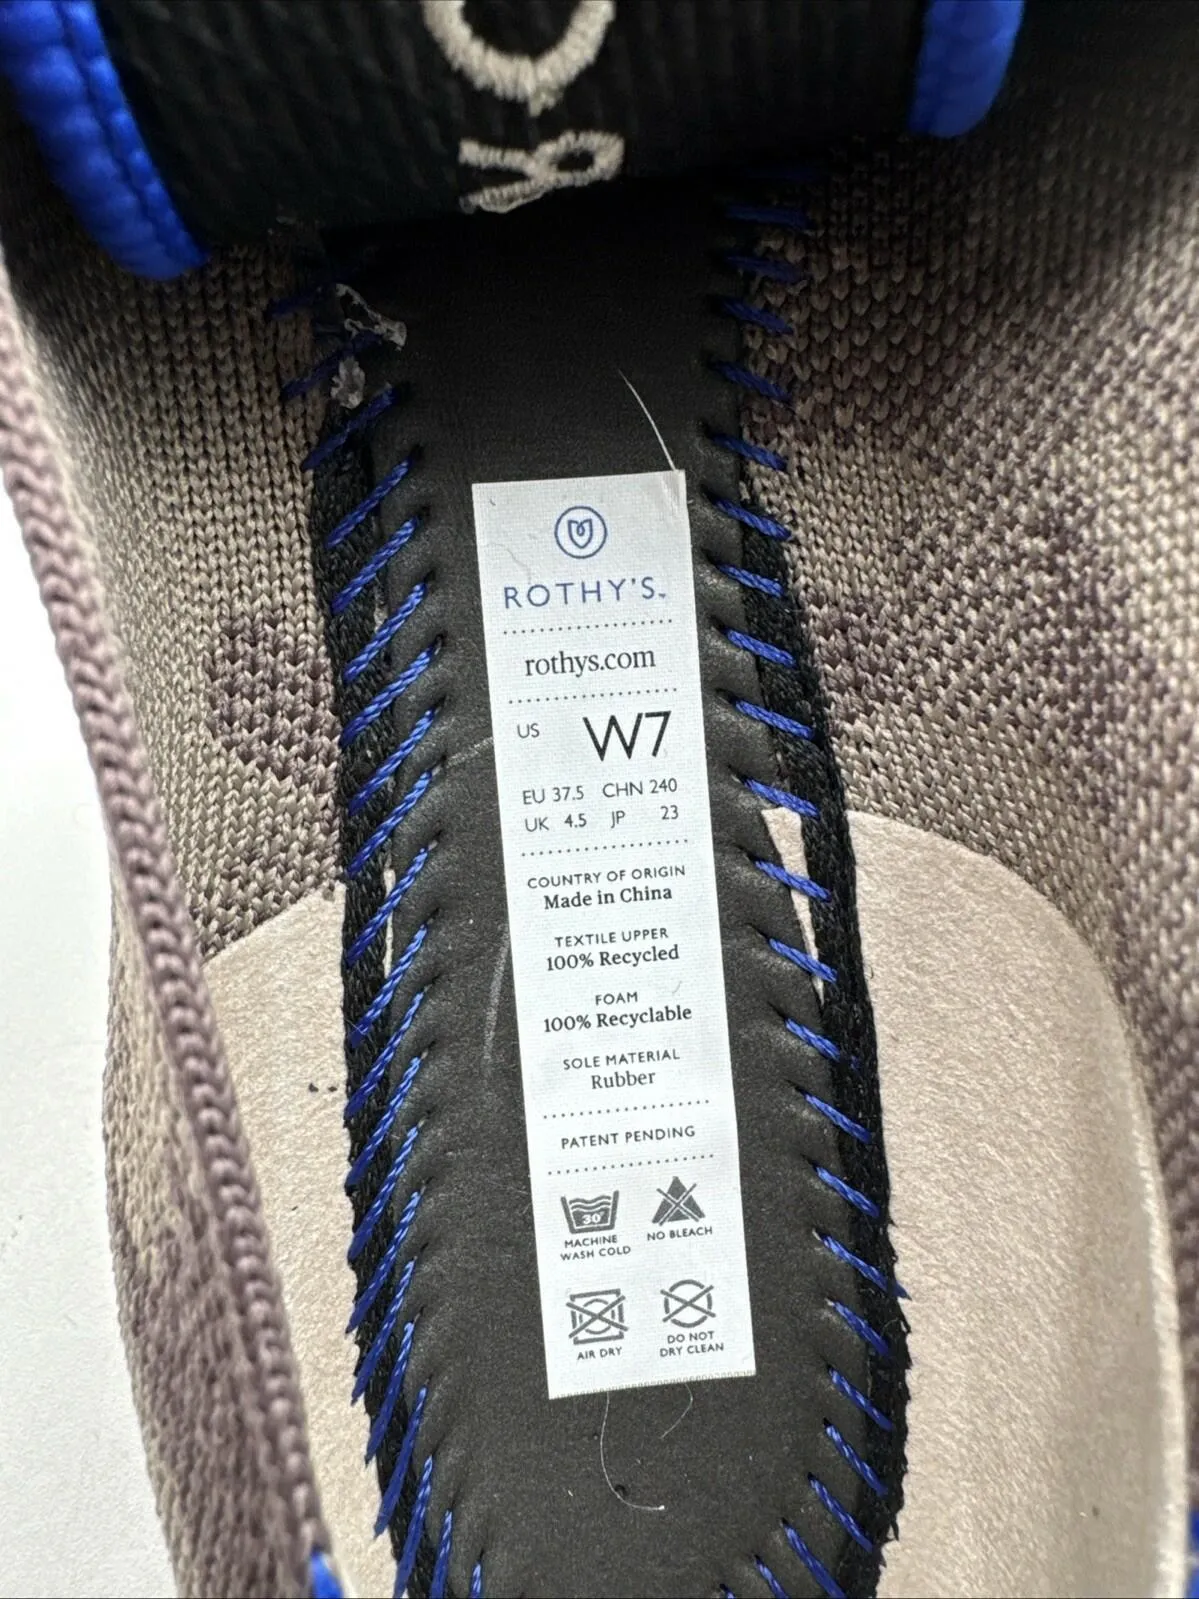 ROTHY'S™
rothys.com
US W7
EU 37.5 CHN 240
UK 4.5 JP 23
COUNTRY OF ORIGIN
Made in China
TEXTILE UPPER
100% Recycled
FOAM
100% Recyclable
SOLE MATERIAL
Rubber
PATENT PENDING
30°
MACHINE
WASH COLD
NO BLEACH
AIR DRY
DO NOT
DRY CLEAN